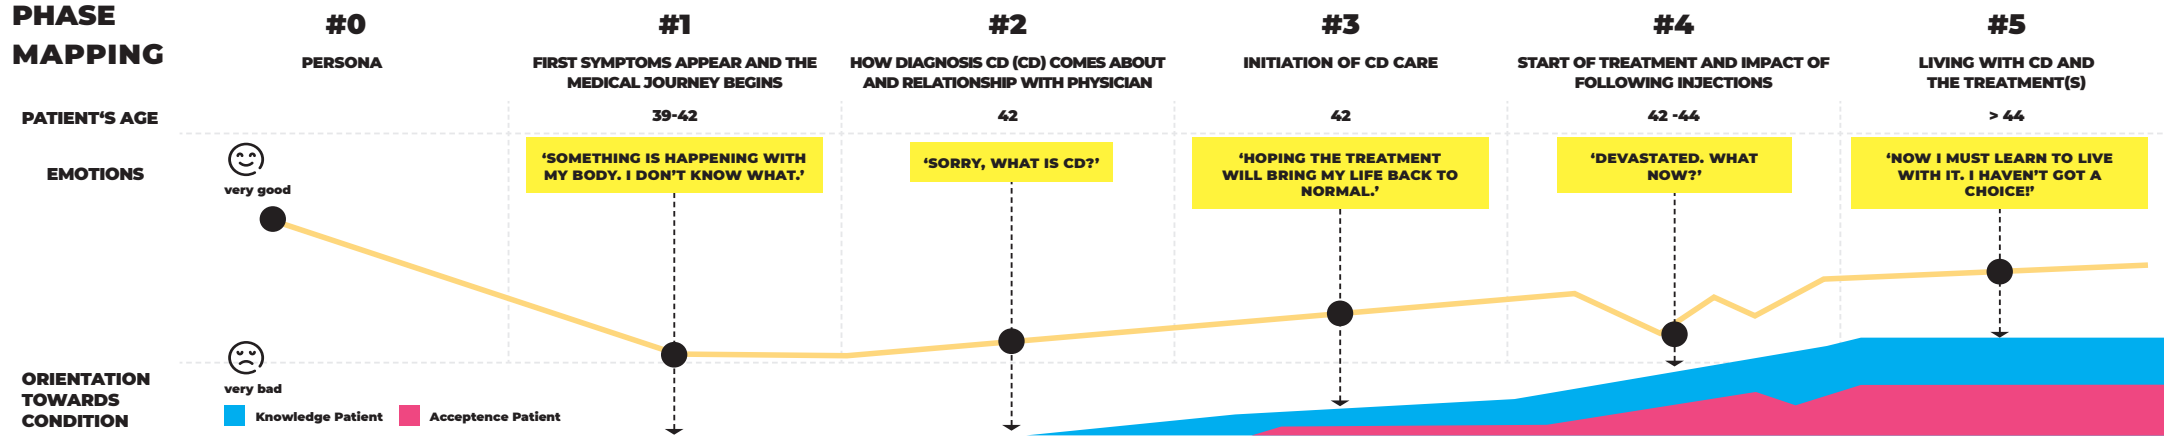 PHASE
MAPPING
#0
PERSONA
#1
FIRST SYMPTOMS APPEAR AND THE
MEDICAL JOURNEY BEGINS
#2
HOW DIAGNOSIS CD (CD) COMES ABOUT
AND RELATIONSHIP WITH PHYSICIAN
#3
INITIATION OF CD CARE
#4
START OF TREATMENT AND IMPACT OF
FOLLOWING INJECTIONS
#5
LIVING WITH CD AND
THE TREATMENT(S)
PATIENT‘S AGE
39-42
42
42
42 -44
> 44
EMOTIONS
very good
‘SOMETHING IS HAPPENING WITH
MY BODY. I DON’T KNOW WHAT.’
‘SORRY, WHAT IS CD?’
‘HOPING THE TREATMENT
WILL BRING MY LIFE BACK TO
NORMAL.’
‘DEVASTATED. WHAT
NOW?’
‘NOW I MUST LEARN TO LIVE
WITH IT. I HAVEN’T GOT A
CHOICE!’
very bad
ORIENTATION
TOWARDS
CONDITION
Knowledge Patient
Acceptence Patient